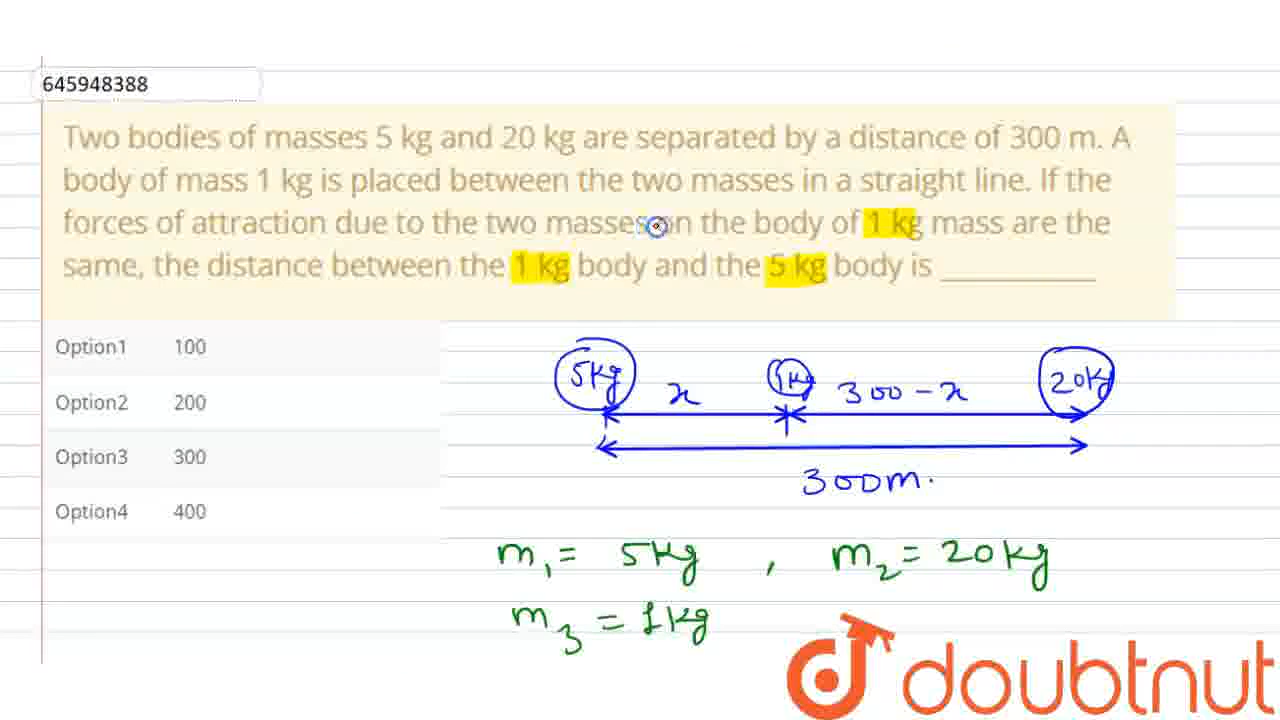 645948388
Two bodies of masses 5 kg and 20 kg are separated by a distance of 300 m. A
body of mass 1 kg is placed between the two masses in a straight line. If the
forces of attraction due to the two masses on the body of 1 kg mass are the
same, the distance between the 1 kg body and the 5 kg body is ____________
Option1 100
Option2 200
Option3 300
Option4 400
5kg x 1kg 300-x 20kg
300m.
m₁ = 5kg , m₂ = 20kg
m₃ = 1kg
doubtnut